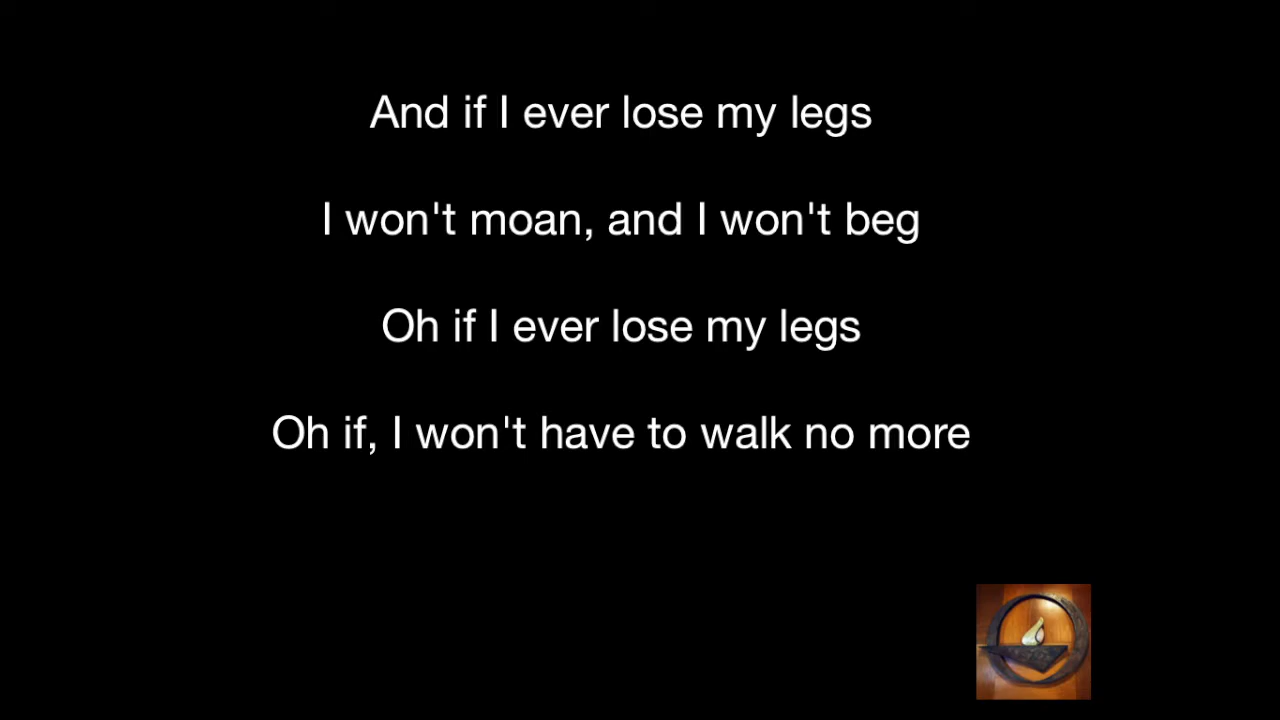 And if I ever lose my legs
I won't moan, and I won't beg
Oh if I ever lose my legs
Oh if, I won't have to walk no more